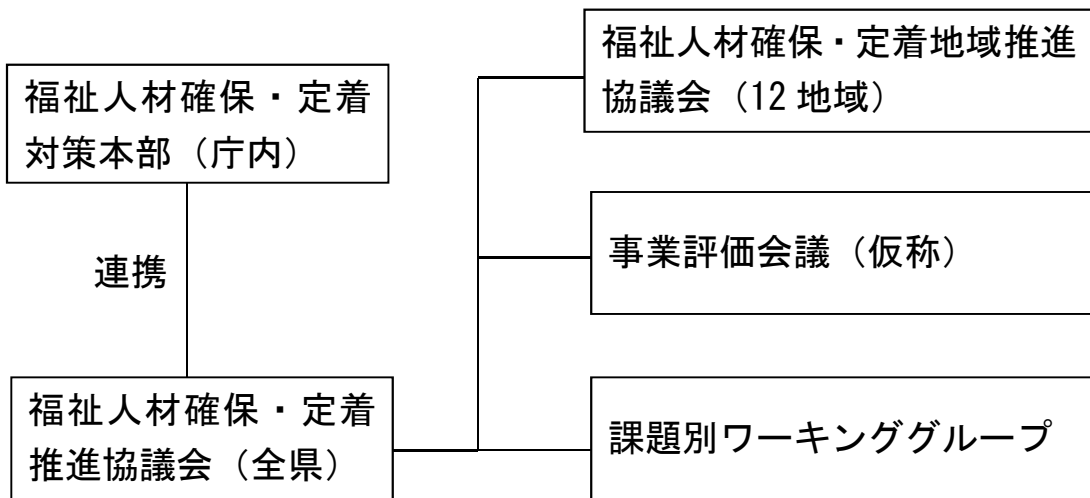 福祉人材確保・定着
対策本部（庁内）
連携
福祉人材確保・定着
推進協議会（全県）
福祉人材確保・定着地域推進
協議会（12 地域）
事業評価会議（仮称）
課題別ワーキンググループ